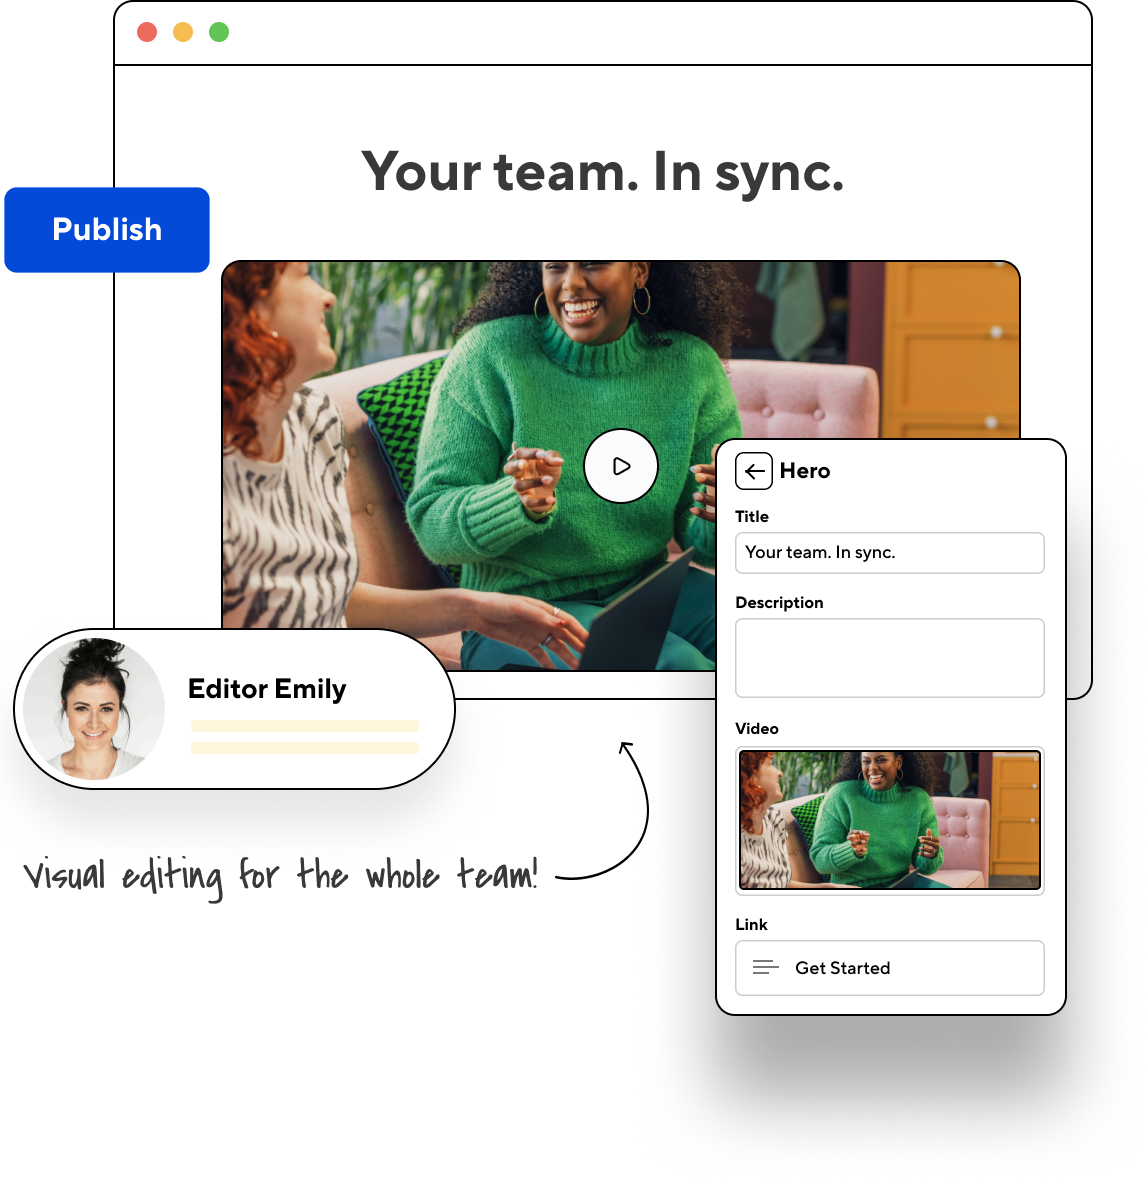 Your team. In sync.
Publish
Hero
Title
Your team. In sync.
Description
Editor Emily
Video
Visual editing for the whole team!
Link
Get Started